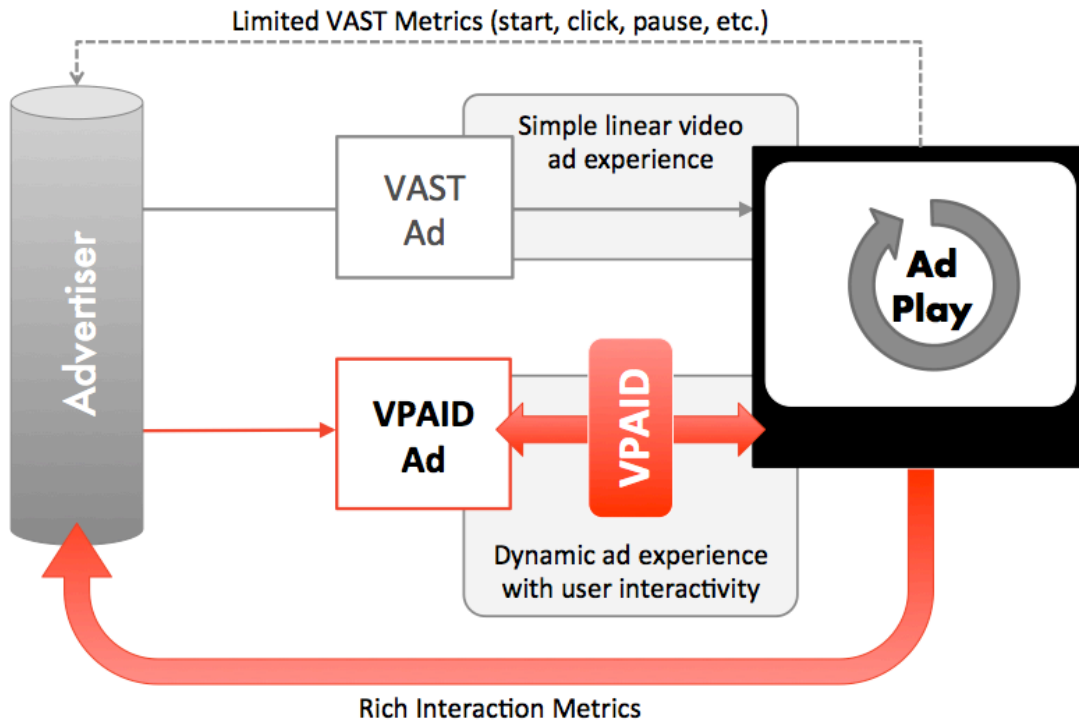 Limited VAST Metrics (start, click, pause, etc.)
Simple linear video
ad experience
VAST
Ad
Advertiser
Ad
Play
VPAID
Ad
VPAID
Dynamic ad experience
with user interactivity
Rich Interaction Metrics